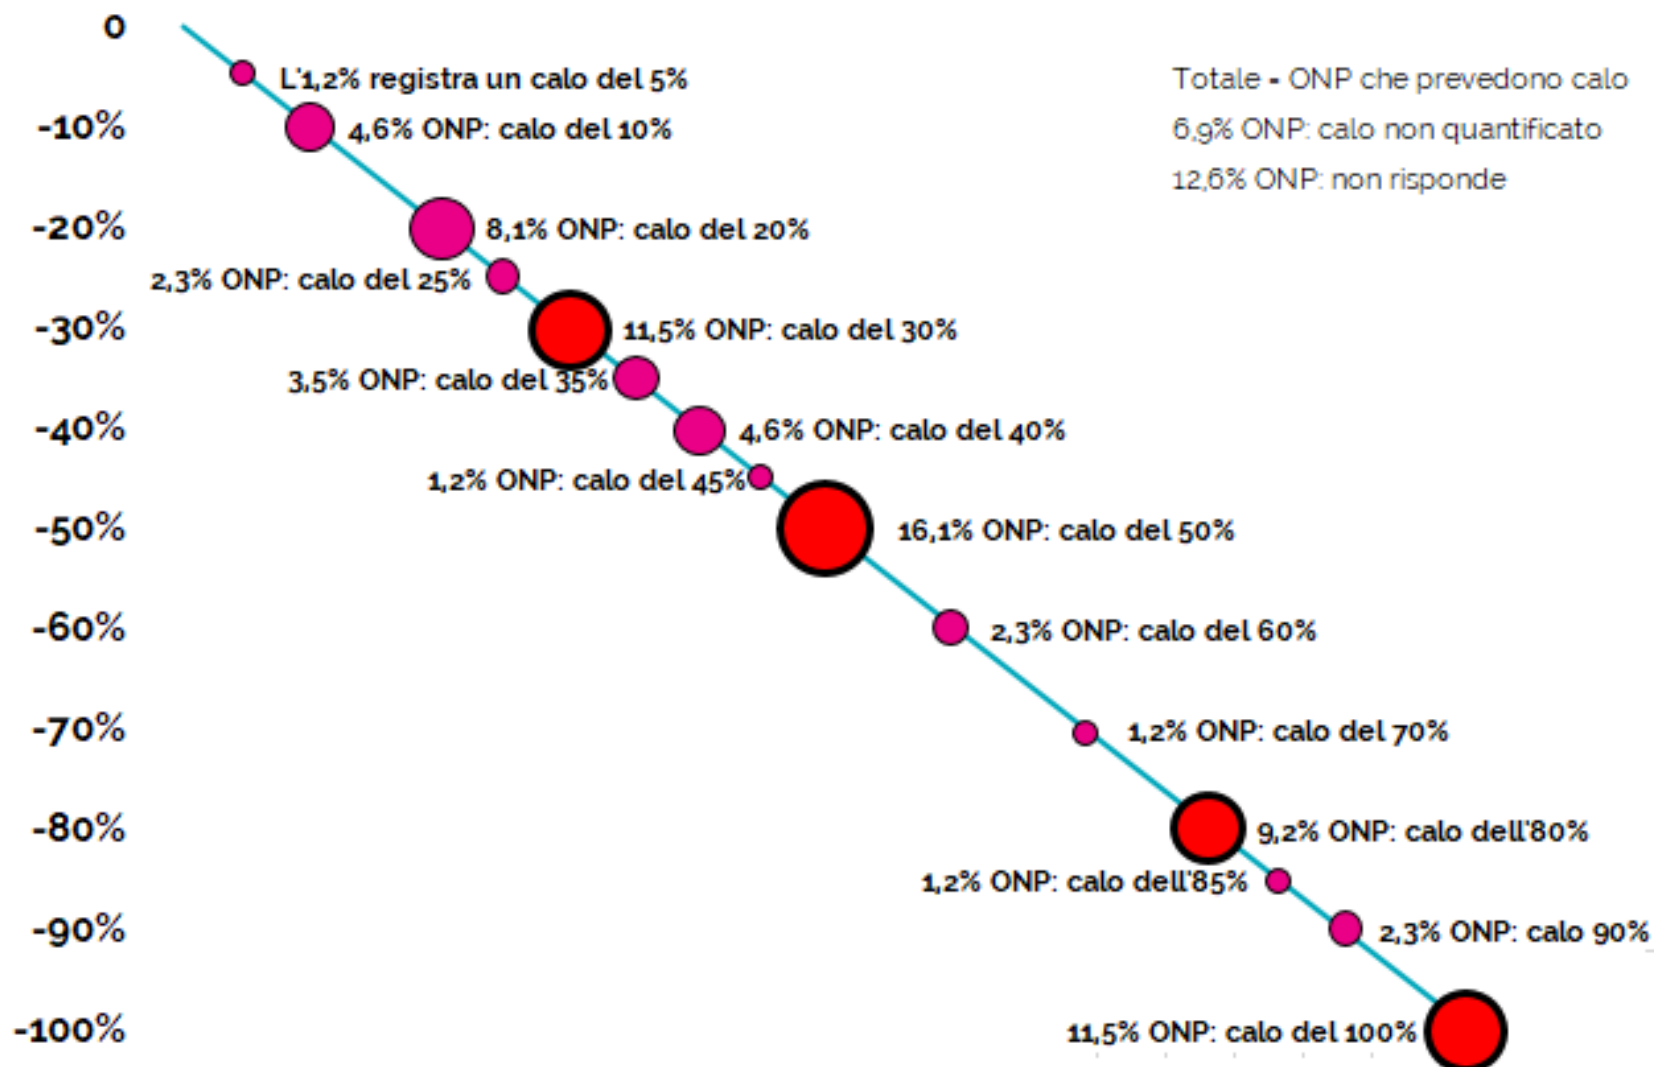 0
L'1,2% registra un calo del 5%
Totale = ONP che prevedono calo
-10%
4,6% ONP: calo del 10%
6,9% ONP: calo non quantificato
12,6% ONP: non risponde
-20%
8,1% ONP: calo del 20%
2,3% ONP: calo del 25%
-30%
11,5% ONP: calo del 30%
3,5% ONP: calo del 35%
-40%
4,6% ONP: calo del 40%
1,2% ONP: calo del 45%
-50%
16,1% ONP: calo del 50%
-60%
2,3% ONP: calo del 60%
-70%
1,2% ONP: calo del 70%
-80%
9,2% ONP: calo dell'80%
1,2% ONP: calo dell'85%
-90%
2,3% ONP: calo 90%
-100%
11,5% ONP: calo del 100%